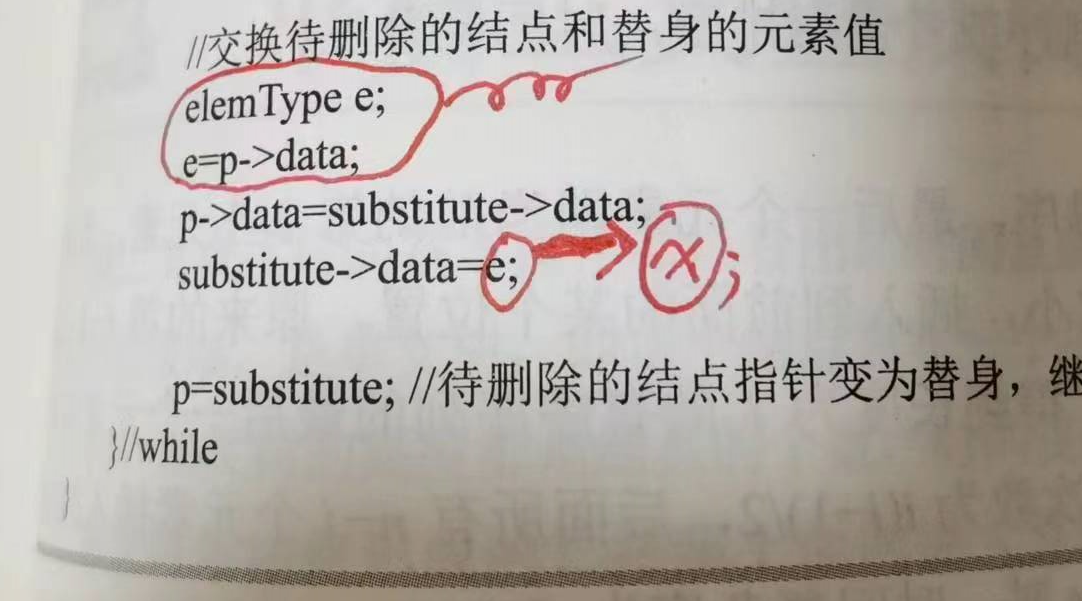 //交换待删除的结点和替身的元素值
elemType e;
e=p->data;
p->data=substitute->data;
substitute->data=e; x;
p=substitute; //待删除的结点指针变为替身，继
}//while
}